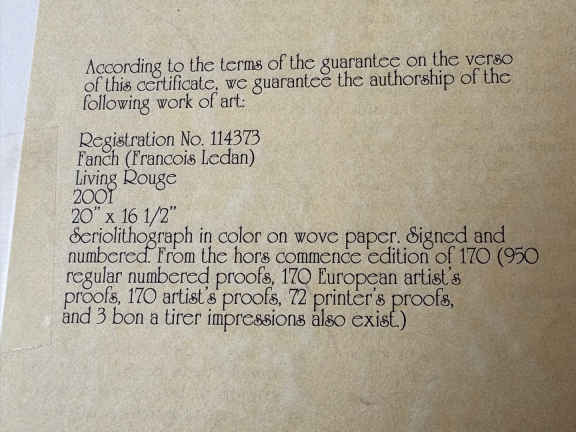 According to the terms of the guarantee on the verso
of this certificate, we guarantee the authorship of the
following work of art:
Registration No. 114373
Fanch (Francois Ledan)
Living Rouge
2001
20" x 16 1/2"
Seriolithograph in color on wove paper. Signed and
numbered. From the hors commence edition of 170 (950
regular numbered proofs, 170 European artist's
proofs, 170 artist's proofs, 72 printer's proofs,
and 3 bon a tirer impressions also exist.)